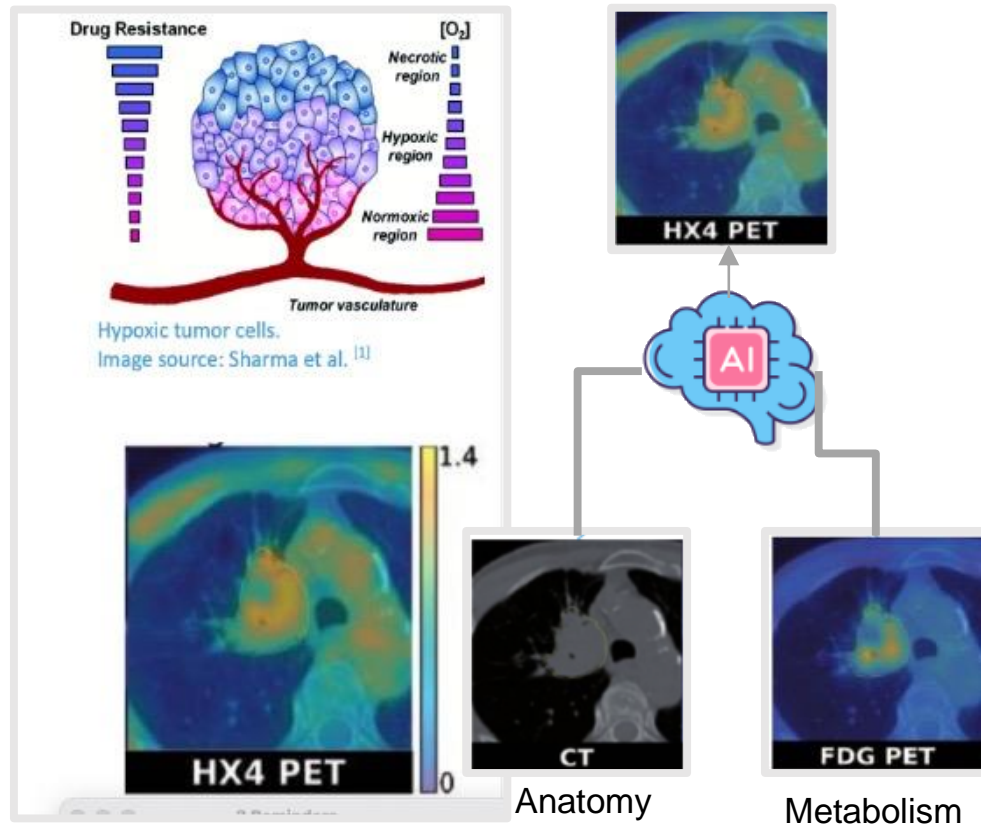 Drug Resistance
[O₂]
Necrotic
region
Hypoxic
region
Normoxic
region
Tumor vasculature
Hypoxic tumor cells.
Image source: Sharma et al. [1]
1.4
0
HX4 PET
HX4 PET
AI
CT
FDG PET
Anatomy
Metabolism